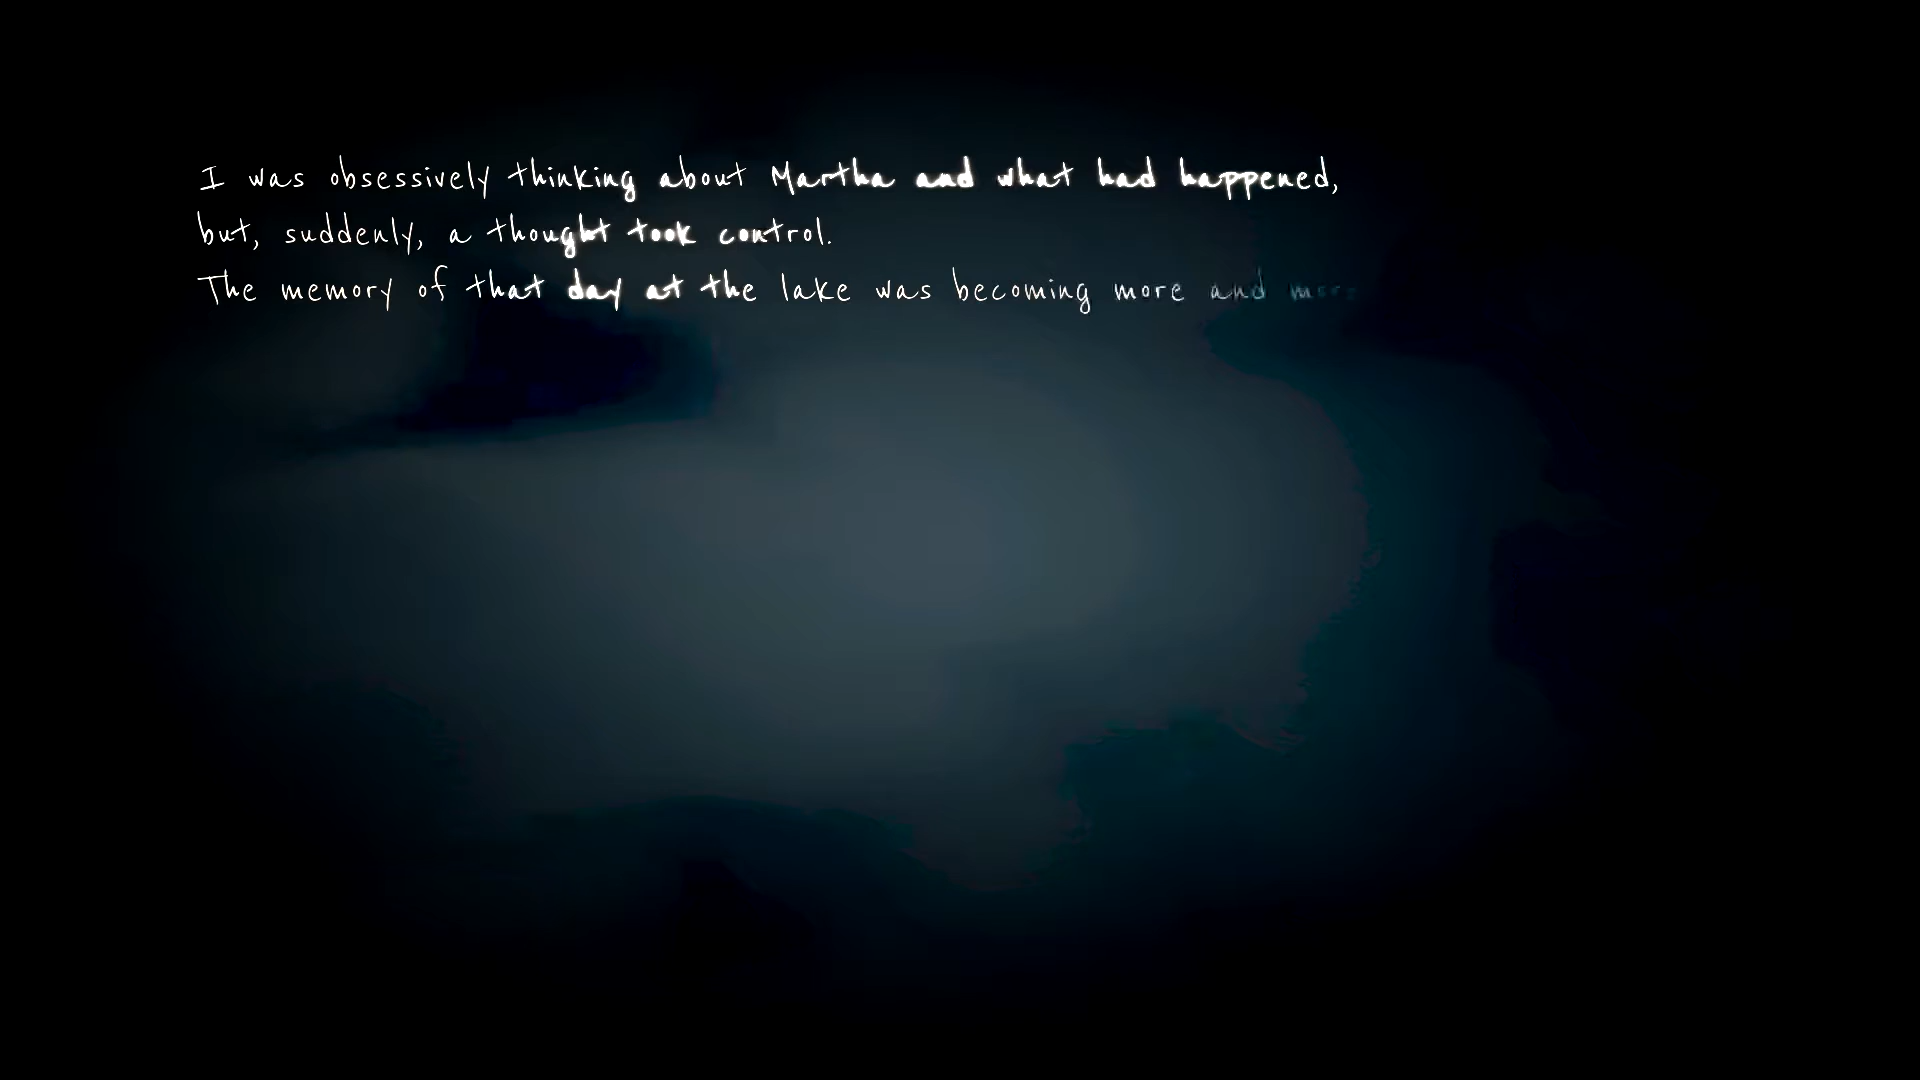 I was obsessively thinking about Martha and what had happened,
but, suddenly, a thought took control.
The memory of that day at the lake was becoming more and more